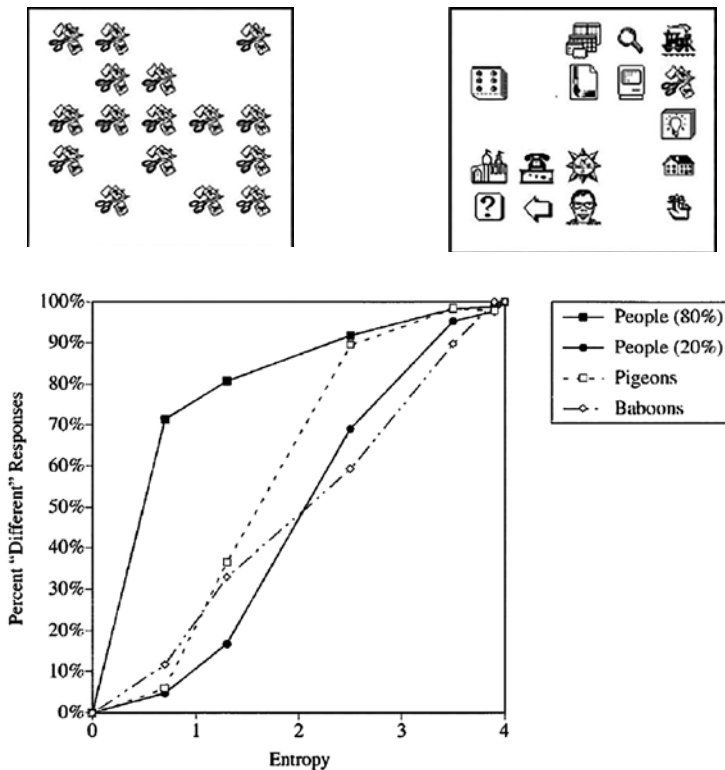 ?
100%
90%
80%
70%
60%
50%
40%
30%
20%
10%
0%
0
1
2
3
4
Percent "Different" Responses
Entropy
People (80%)
People (20%)
Pigeons
Baboons